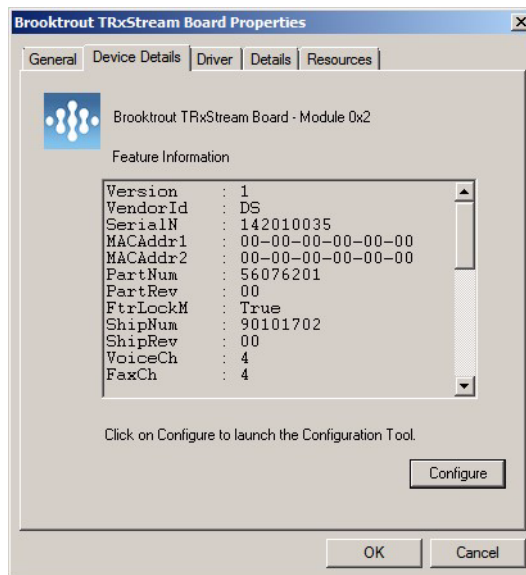 Brooktrout TRxStream Board Properties
General Device Details Driver Details Resources
Brooktrout TRxStream Board - Module 0x2
Feature Information
Version : 1
VendorId : DS
SerialN : 142010035
MACAddr1 : 00-00-00-00-00-00
MACAddr2 : 00-00-00-00-00-00
PartNum : 56076201
PartRev : 00
FtrLockM : True
ShipNum : 90101702
ShipRev : 00
VoiceCh : 4
FaxCh : 4
Click on Configure to launch the Configuration Tool.
Configure
OK Cancel